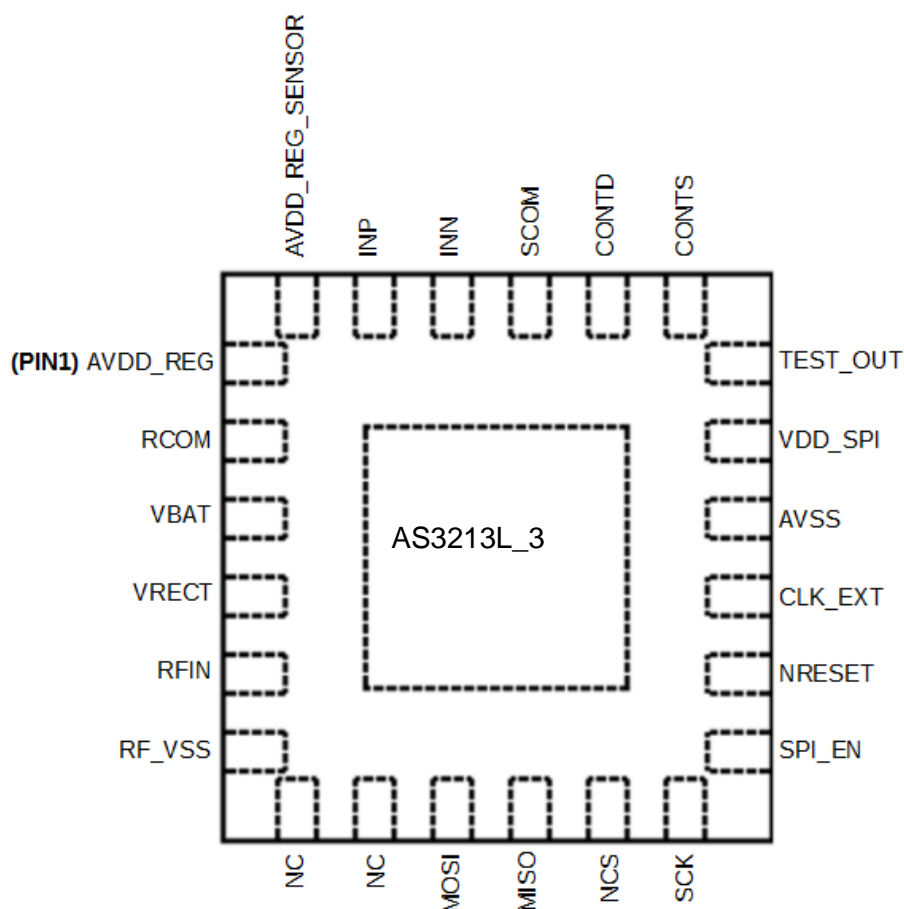 AVDD_REG_SENSOR
INP
INN
SCOM
CONTD
CONTS
(PIN1) AVDD_REG
RCOM
VBAT
VRECT
RFIN
RF_VSS
AS3213L_3
TEST_OUT
VDD_SPI
AVSS
CLK_EXT
NRESET
SPI_EN
NC
NC
MOSI
MISO
NCS
SCK